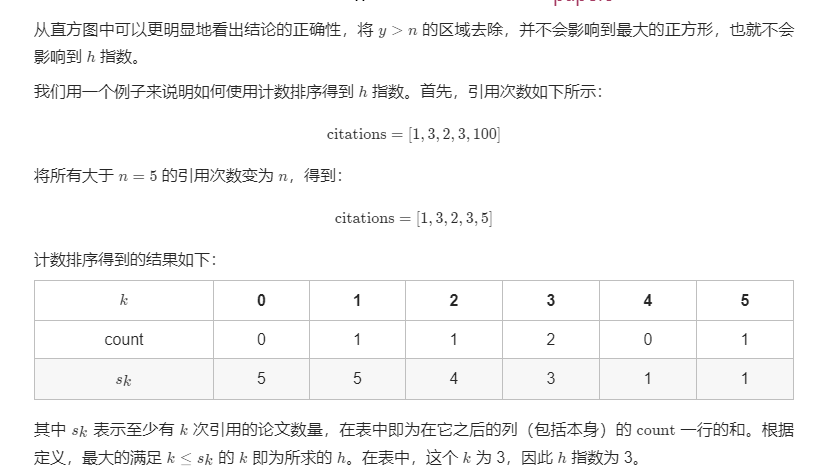 从直方图中可以更明显地看出结论的正确性，将 y > n 的区域去除，并不会影响到最大的正方形，也就不会
影响到 h 指数。
我们用一个例子来说明如何使用计数排序得到 h 指数。首先，引用次数如下所示：
citations = [1, 3, 2, 3, 100]
将所有大于 n = 5 的引用次数变为 n，得到：
citations = [1, 3, 2, 3, 5]
计数排序得到的结果如下：
k 0 1 2 3 4 5
count 0 1 1 2 0 1
sk 5 5 4 3 1 1
其中 sk 表示至少有 k 次引用的论文数量，在表中即为在它之后的列（包括本身）的 count 一行的和。根据
定义，最大的满足 k ≤ sk 的 k 即为所求的 h。在表中，这个 k 为 3，因此 h 指数为 3。